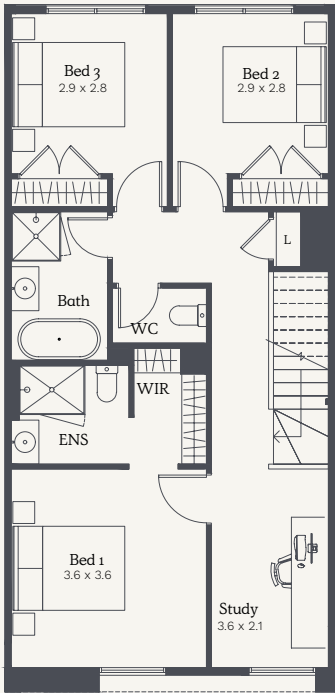 Bed 3
2.9 x 2.8
Bed 2
2.9 x 2.8
L
Bath
WC
WIR
ENS
Bed 1
3.6 x 3.6
Study
3.6 x 2.1